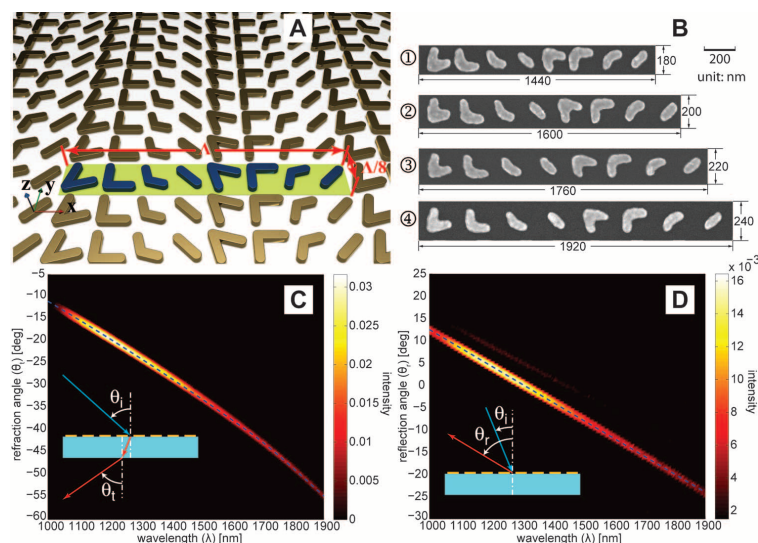 A
Λ
Λ/8
z
y
x
B
①
180
1440
200
unit: nm
②
200
1600
③
220
1760
④
240
1920
C
−5
−10
−15
−20
−25
−30
−35
−40
−45
−50
−55
−60
refraction angle (θt) [deg]
θi
θt
1000 1100 1200 1300 1400 1500 1600 1700 1800 1900
wavelength (λ) [nm]
0.03
0.025
0.02
0.015
0.01
0.005
0
intensity
D
25
20
15
10
5
0
−5
−10
−15
−20
−25
−30
reflection angle (θr) [deg]
θi
θr
1000 1100 1200 1300 1400 1500 1600 1700 1800 1900
wavelength (λ) [nm]
x 10⁻³
16
14
12
10
8
6
4
2
intensity